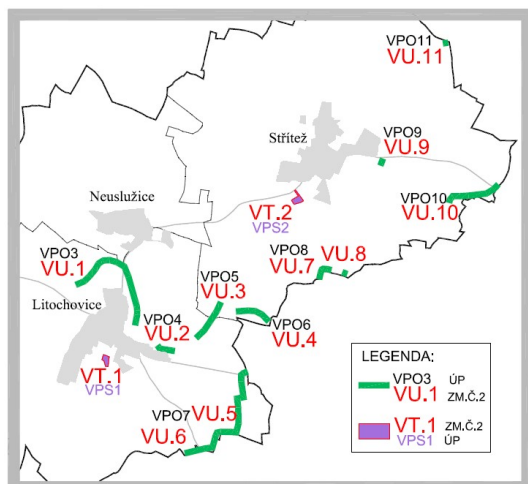 VPO11
VU.11
Střítež
VPO9
VU.9
Neuslužice
VPO10
VU.10
VT.2
VPS2
VPO3
VU.1
VPO8
VU.7
VU.8
VPO5
VU.3
Litochovice
VPO4
VU.2
VPO6
VU.4
VT.1
VPS1
VPO7
VU.5
VU.6
LEGENDA:
VPO3 ÚP
VU.1 ZM.Č.2
VT.1 ZM.Č.2
VPS1 ÚP